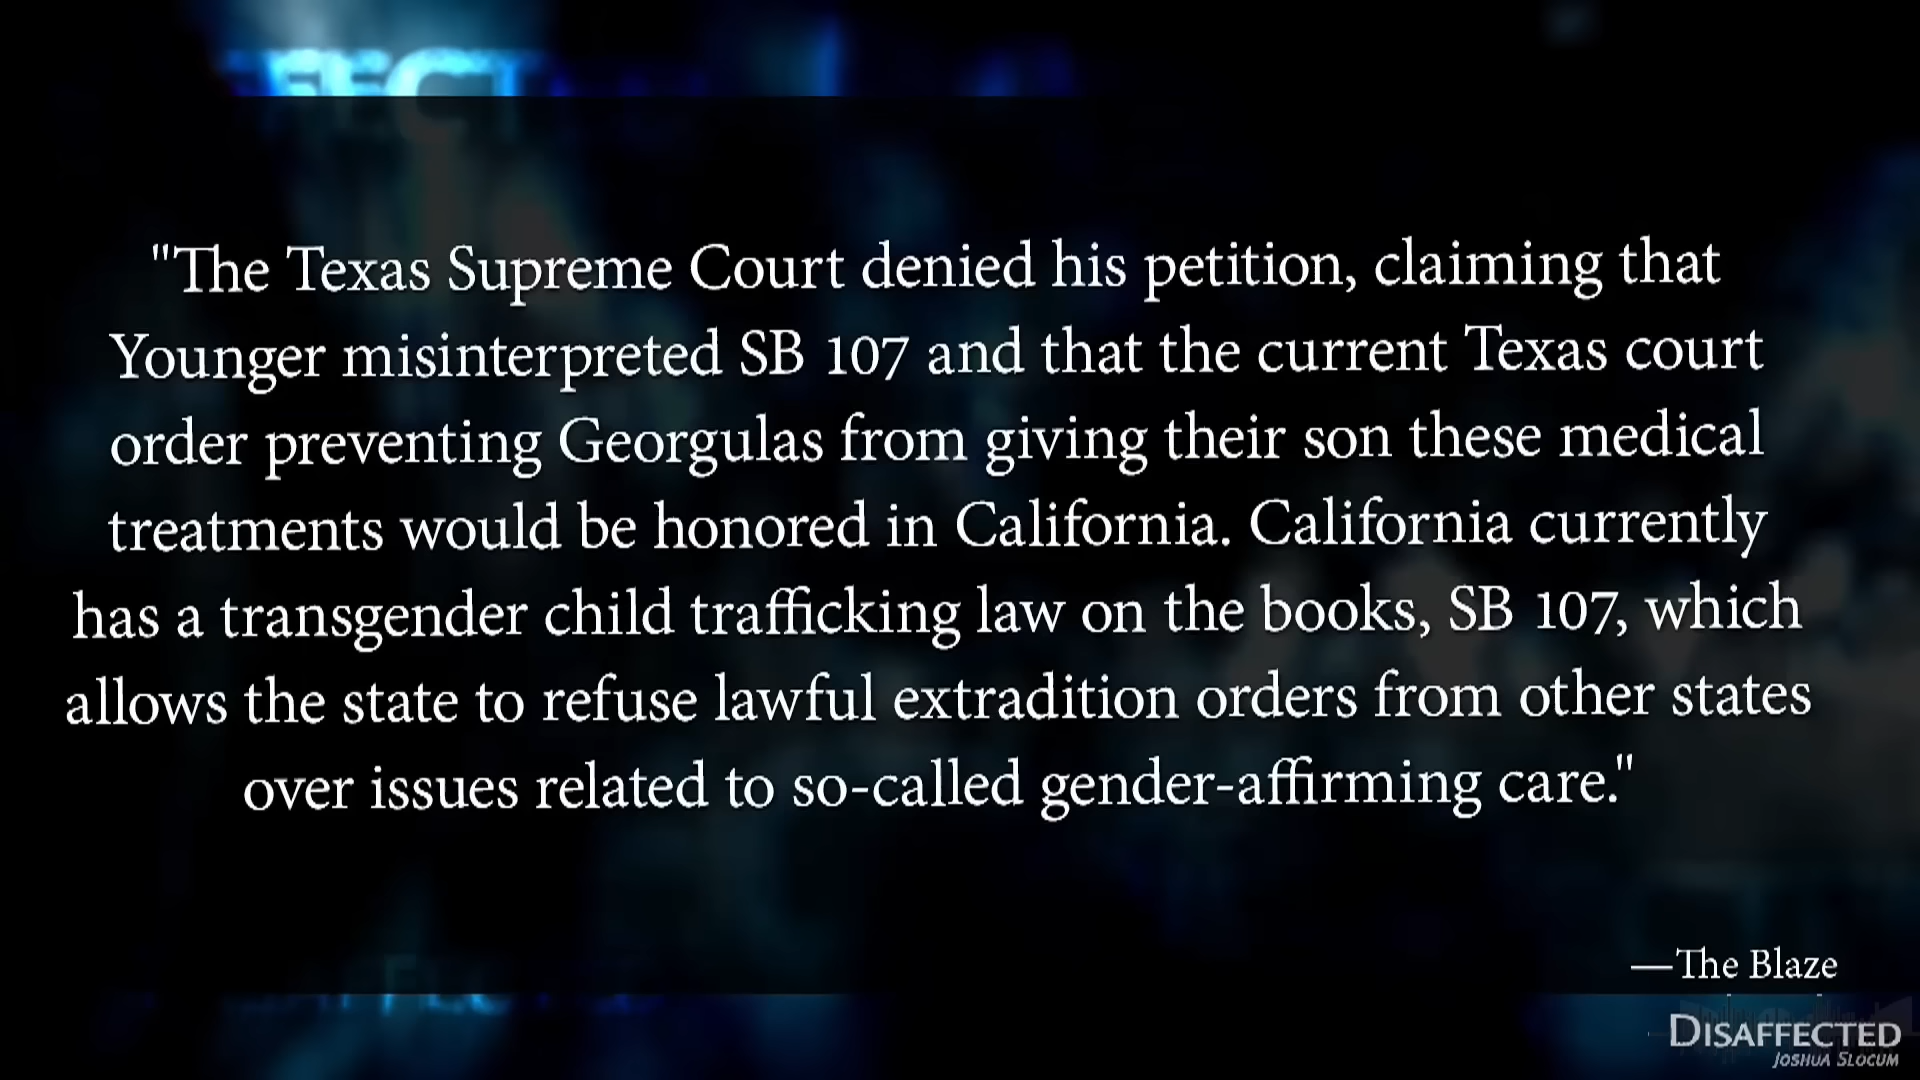 FFECT
"The Texas Supreme Court denied his petition, claiming that
Younger misinterpreted SB 107 and that the current Texas court
order preventing Georgulas from giving their son these medical
treatments would be honored in California. California currently
has a transgender child trafficking law on the books, SB 107, which
allows the state to refuse lawful extradition orders from other states
over issues related to so-called gender-affirming care."
—The Blaze
DISAFFECTED
JOSHUA SLOCUM